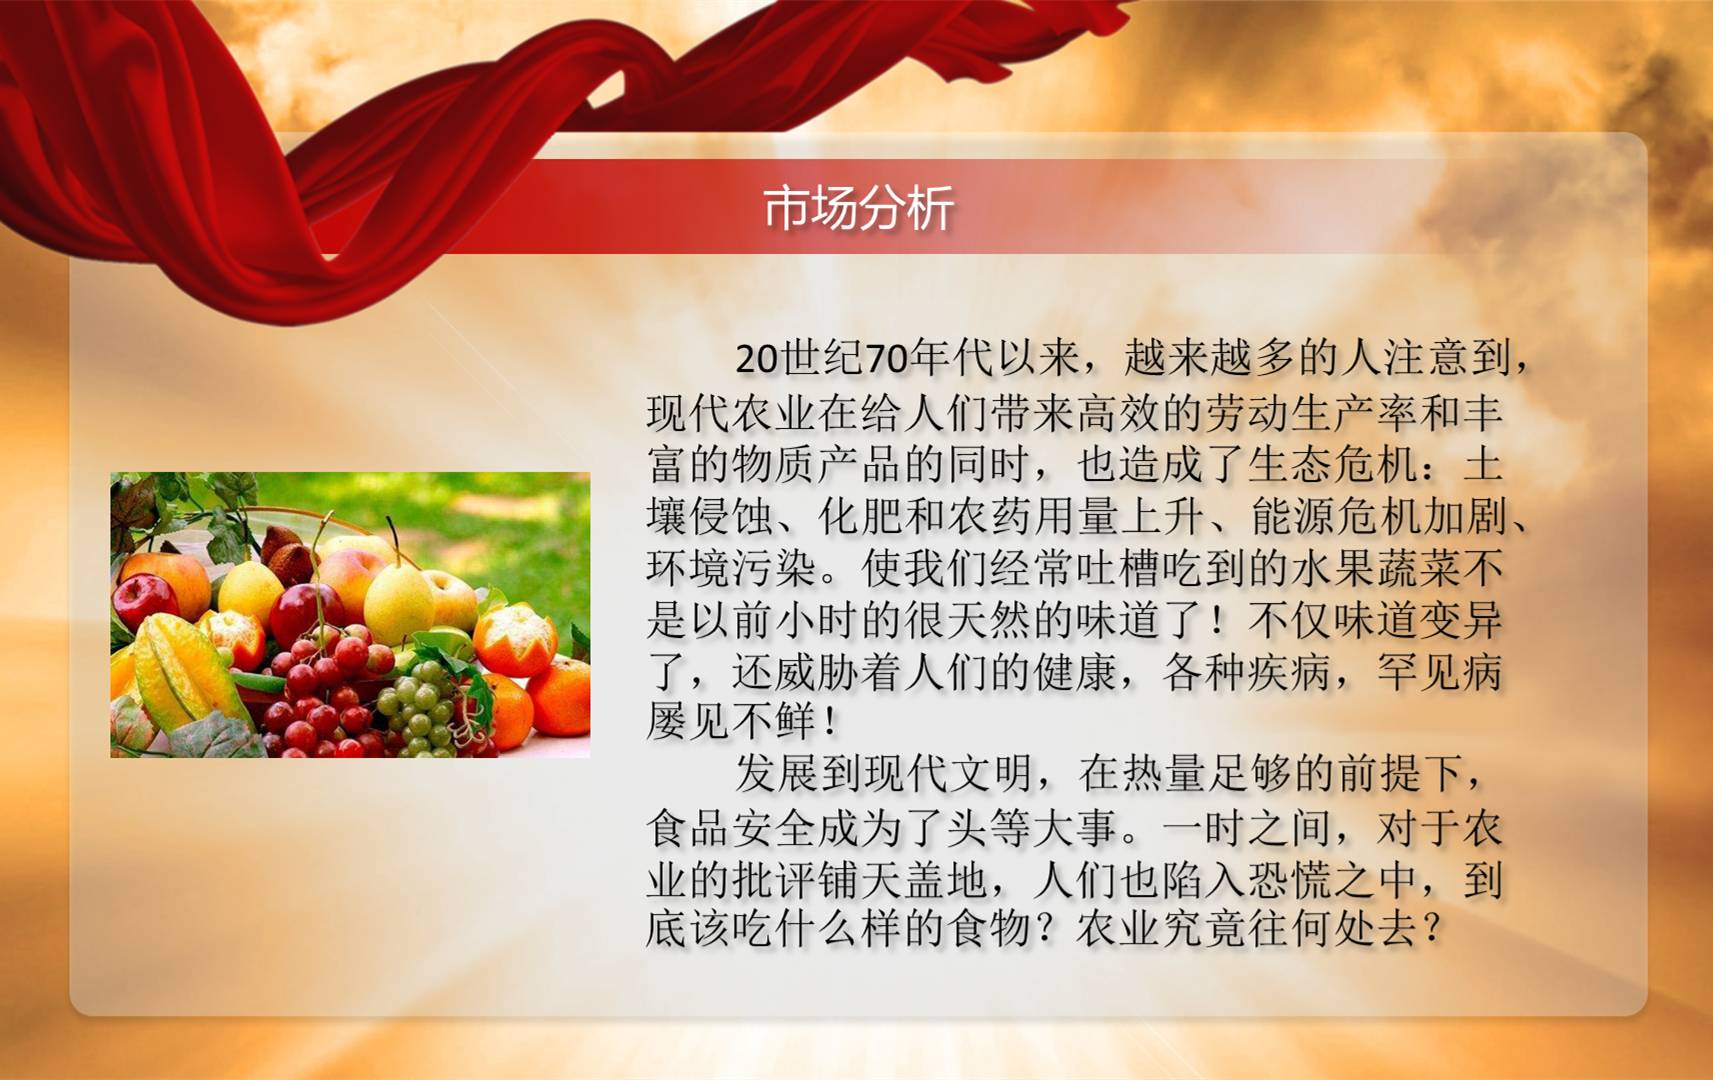 市场分析
20世纪70年代以来，越来越多的人注意到，
现代农业在给人们带来高效的劳动生产率和丰
富的物质产品的同时，也造成了生态危机：土
壤侵蚀、化肥和农药用量上升、能源危机加剧、
环境污染。使我们经常吐槽吃到的水果蔬菜不
是以前小时的很天然的味道了！不仅味道变异
了，还威胁着人们的健康，各种疾病，罕见病
屡见不鲜！
发展到现代文明，在热量足够的前提下，
食品安全成为了头等大事。一时之间，对于农
业的批评铺天盖地，人们也陷入恐慌之中，到
底该吃什么样的食物？农业究竟往何处去？